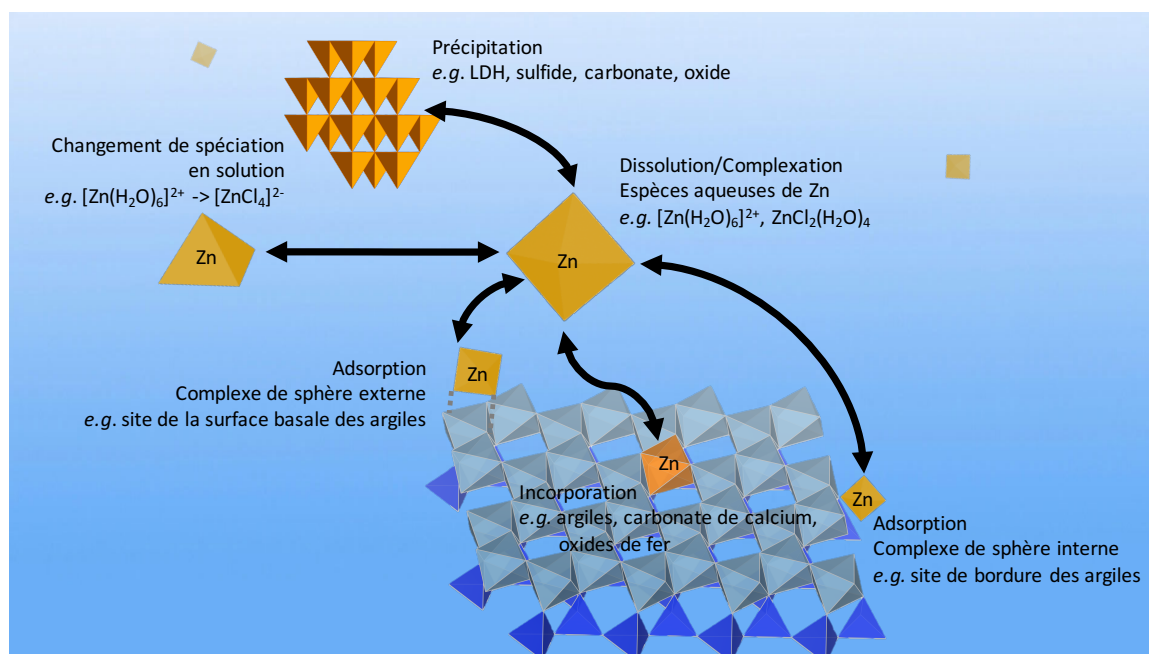 Précipitation
e.g. LDH, sulfide, carbonate, oxide
Changement de spéciation
en solution
e.g. [Zn(H₂O)₆]²⁺ -> [ZnCl₄]²⁻
Dissolution/Complexation
Espèces aqueuses de Zn
e.g. [Zn(H₂O)₆]²⁺, ZnCl₂(H₂O)₄
Zn
Zn
Adsorption
Complexe de sphère externe
e.g. site de la surface basale des argiles
Zn
Zn
Incorporation
e.g. argiles, carbonate de calcium,
oxides de fer
Zn
Adsorption
Complexe de sphère interne
e.g. site de bordure des argiles